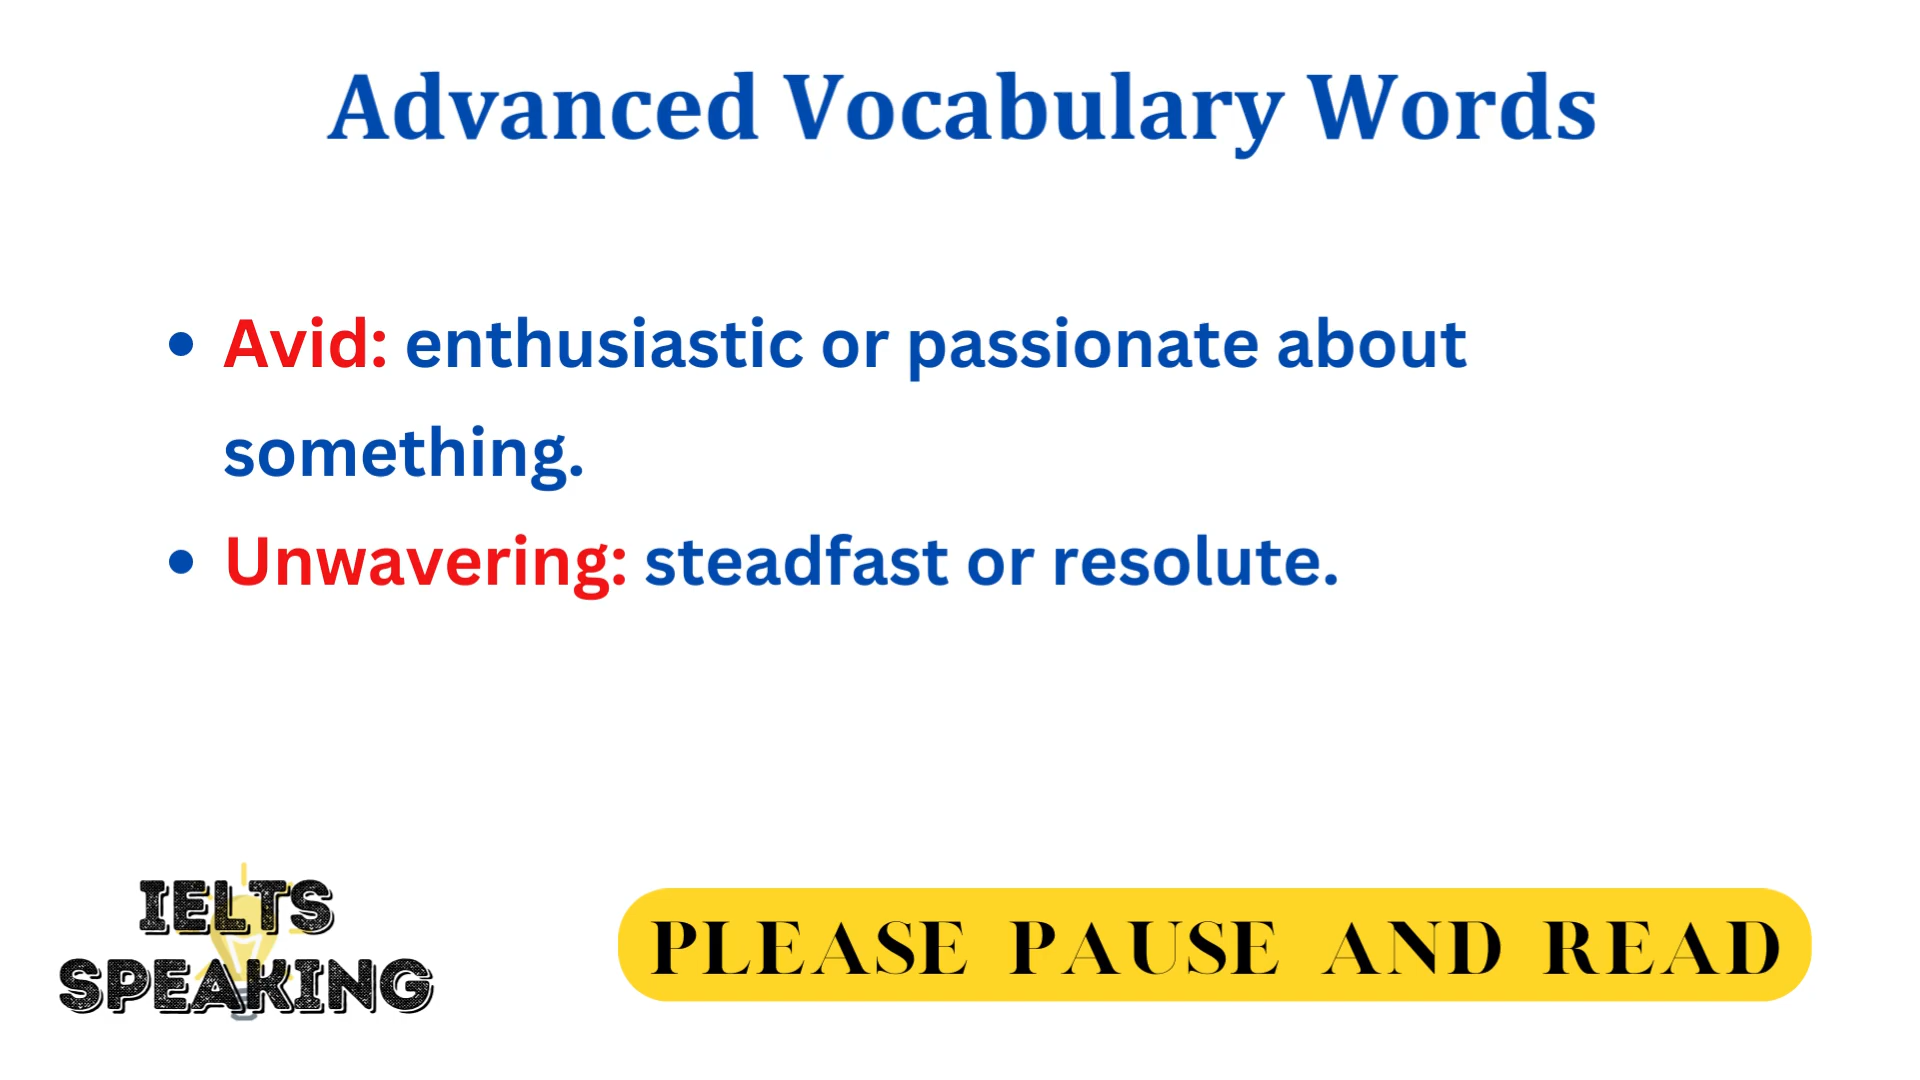 Advanced Vocabulary Words
• Avid: enthusiastic or passionate about
something.
• Unwavering: steadfast or resolute.
IELTS
SPEAKING
PLEASE PAUSE AND READ